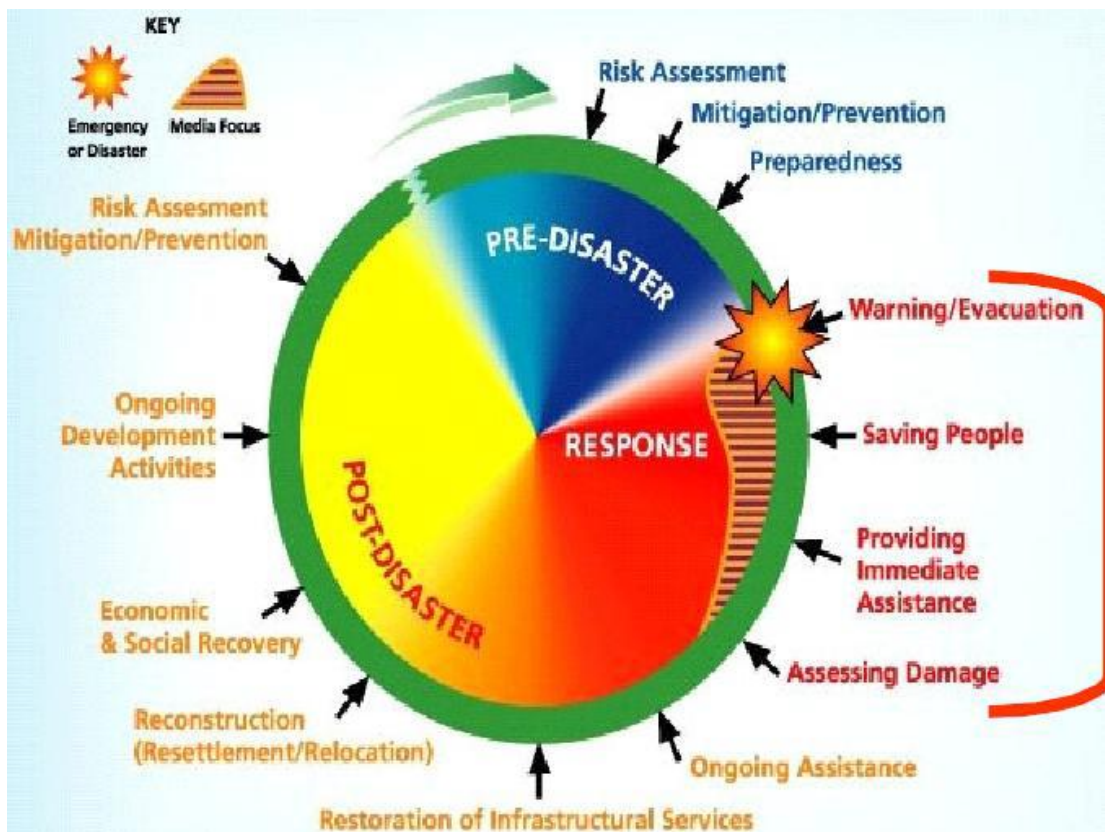 KEY
Emergency
or Disaster
Media Focus
Risk Assessment
Mitigation/Prevention
Preparedness
Warning/Evacuation
Saving People
Providing
Immediate
Assistance
Assessing Damage
Ongoing Assistance
Restoration of Infrastructural Services
Reconstruction
(Resettlement/Relocation)
Economic
& Social Recovery
Ongoing
Development
Activities
Risk Assesment
Mitigation/Prevention
PRE-DISASTER
RESPONSE
POST-DISASTER